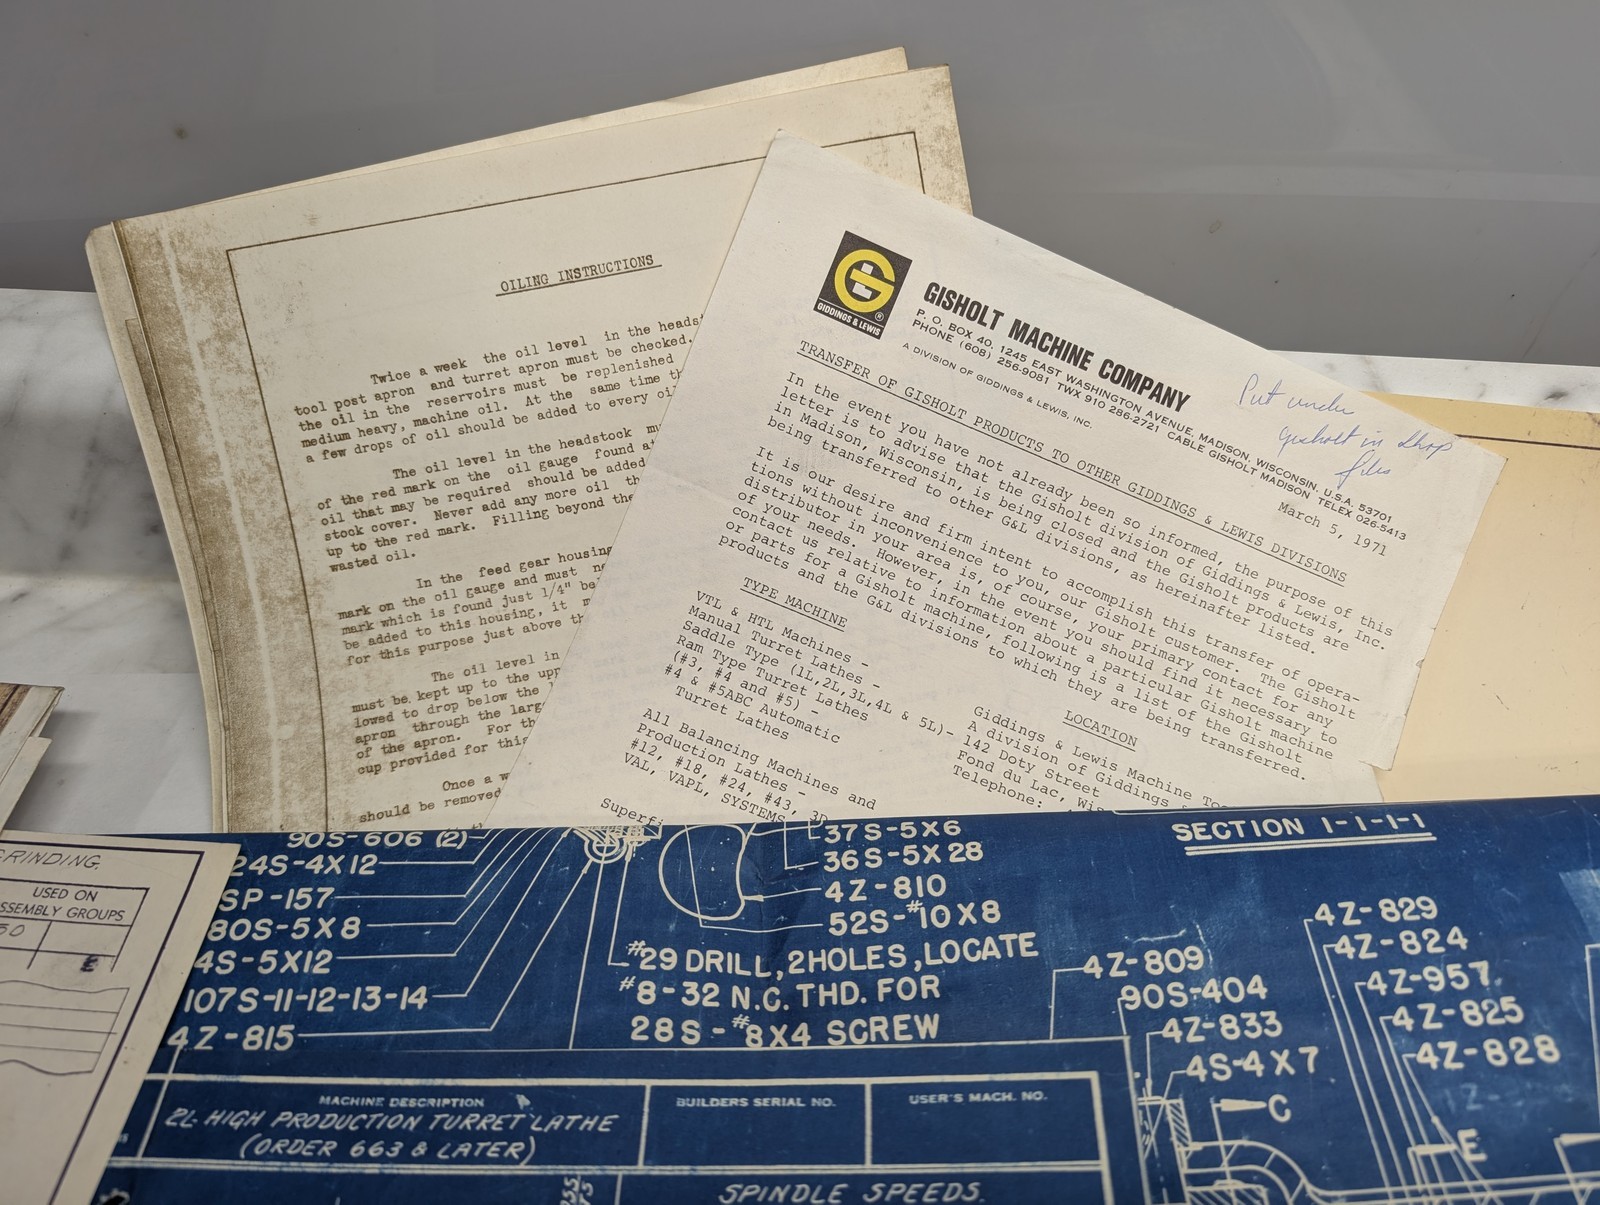 OILING INSTRUCTIONS
Twice a week the oil level in the
tool post apron and turret apron must be checked.
the oil in the reservoirs must be replenished
medium heavy, machine oil. At the same time
a few drops of oil should be added to every
The oil level in the headstock
of the red mark on the oil gauge found
oil that may be required should be added
stock cover. Never add any more oil
up to the red mark. Filling beyond
wasted oil.
In the feed gear housing
mark on the oil gauge and must
mark which is found just 1/4"
be added to this housing, it
for this purpose just above
The oil level in
must be kept up to the
lowed to drop below the
apron through the
of the apron. For
cup provided for this
Once a
should be removed
G
GIDDINGS & LEWIS ®
GISHOLT MACHINE COMPANY
P. O. BOX 40, 1245 EAST WASHINGTON AVENUE, MADISON, WISCONSIN, U.S.A. 53701
PHONE (608) 256-9081 TWX 910 286-2721 CABLE GISHOLT MADISON TELEX 026-5413
A DIVISION OF GIDDINGS & LEWIS, INC.
Put under
gisholt in shop
files
March 5, 1971
TRANSFER OF GISHOLT PRODUCTS TO OTHER GIDDINGS & LEWIS DIVISIONS
In the event you have not already been so informed, the purpose of this
letter is to advise that the Gisholt division of Giddings & Lewis, Inc.
in Madison, Wisconsin, is being closed and the Gisholt products are
being transferred to other G&L divisions, as hereinafter listed.
It is our desire and firm intent to accomplish this transfer of opera-
tions without inconvenience to you, our Gisholt customer. The Gisholt
distributor in your area is, of course, your primary contact for any
of your needs. However, in the event you should find it necessary to
contact us relative to information about a particular Gisholt machine
or parts for a Gisholt machine, following is a list of the Gisholt
products and the G&L divisions to which they are being transferred.
TYPE MACHINE
LOCATION
VTL & HTL Machines -
Manual Turret Lathes -
Saddle Type (1L,2L,3L,4L & 5L)-
Ram Type Turret Lathes
(#3, #4 and #5) -
#4 & #5ABC Automatic
Turret Lathes
Giddings & Lewis Machine
A division of Giddings &
142 Doty Street
Fond du Lac,
Telephone:
All Balancing Machines and
Production Lathes -
#12, #18, #24, #43, 3D
VAL, VAPL, SYSTEMS
90S-606 (2)
24S-4X12
SP-157
80S-5X8
4S-5X12
107S-11-12-13-14
4Z-815
37S-5X6
36S-5X28
4Z-810
52S-#10X8
#29 DRILL, 2HOLES, LOCATE
#8-32 N.C. THD. FOR
28S-#8X4 SCREW
SECTION 1-1-1-1
4Z-829
4Z-824
4Z-957
4Z-825
4Z-828
4Z-809
90S-404
4Z-833
4S-4X7
C
E
MACHINE DESCRIPTION
2L. HIGH PRODUCTION TURRET LATHE
(ORDER 663 & LATER)
BUILDERS SERIAL NO.
USER'S MACH. NO.
SPINDLE SPEEDS.
GRINDING.
USED ON
ASSEMBLY GROUPS
E